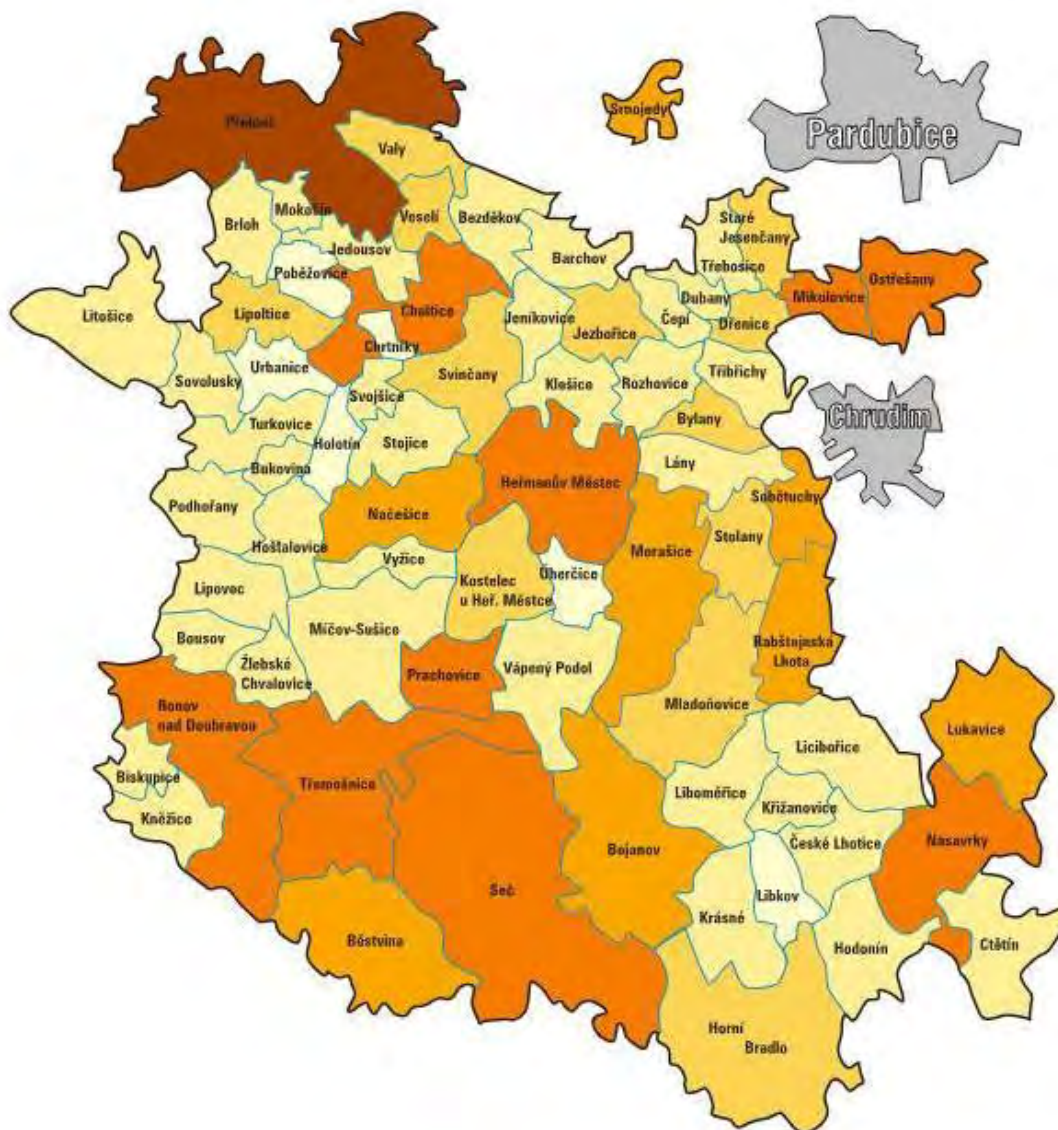 Přelouč
Srnojedy
Pardubice
Valy
Mokošín
Veselí
Bezděkov
Staré
Jesenčany
Brloh
Jedousov
Barchov
Třebosice
Poběžovice
Ostřešany
Mikulovice
Litošice
Lipoltice
Choltice
Jeníkovice
Dubany
Čepí
Dřenice
Jezbořice
Chrtníky
Urbanice
Sovolusky
Svojšice
Svinčany
Klešice
Rozhovice
Třibřichy
Chrudim
Turkovice
Holotín
Stojice
Bylany
Bukovina
Lány
Heřmanův Městec
Podhořany
Načešice
Sobětuchy
Hošťalovice
Morašice
Stolany
Vyžice
Kostelec
u Heř. Městce
Úherčice
Lipovec
Míčov-Sušice
Bousov
Žlebské
Chvalovice
Prachovice
Vápený Podol
Rabštejnská
Lhota
Ronov
nad Doubravou
Mladoňovice
Lukavice
Licibořice
Biskupice
Třemošnice
Liboměřice
Křižanovice
Kněžice
Bojanov
České Lhotice
Nasavrky
Seč
Libkov
Krásné
Běstvina
Hodonín
Ctětín
Horní
Bradlo